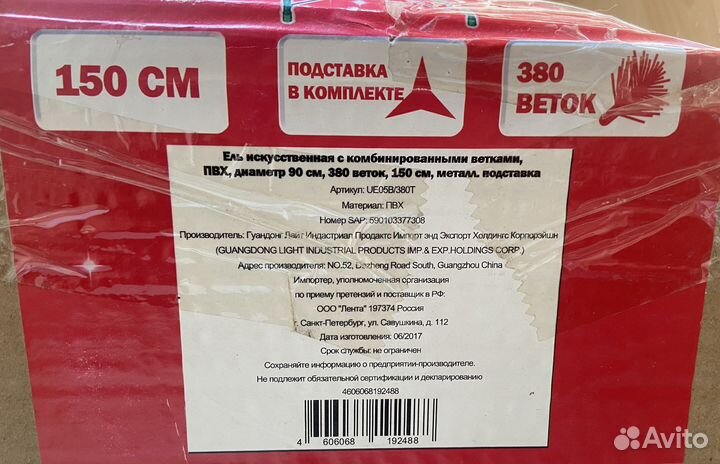 150 СМ
ПОДСТАВКА
В КОМПЛЕКТЕ
380
ВЕТОК
Ель искусственная с комбинированными ветками,
ПВХ, диаметр 90 см, 380 веток, 150 см, металл. подставка
Артикул: UE05B/380T
Материал: ПВХ
Номер SAP: 590103377308
Производитель: Гуандонг Лайт Индастриал Продактс Импорт энд Экспорт Холдингс Корпорэйшн
(GUANGDONG LIGHT INDUSTRIAL PRODUCTS IMP.& EXP.HOLDINGS CORP.)
Адрес производителя: NO.52, Dezheng Road South, Guangzhou China
Импортер, уполномоченная организация
по приему претензий и поставщик в РФ:
ООО "Лента" 197374 Россия
г. Санкт-Петербург, ул. Савушкина, д. 112
Дата изготовления: 06/2017
Срок службы: не ограничен
Сохраняйте информацию о предприятии-производителе.
Не подлежит обязательной сертификации и декларированию
4606068192488
4 606068 192488
Avito